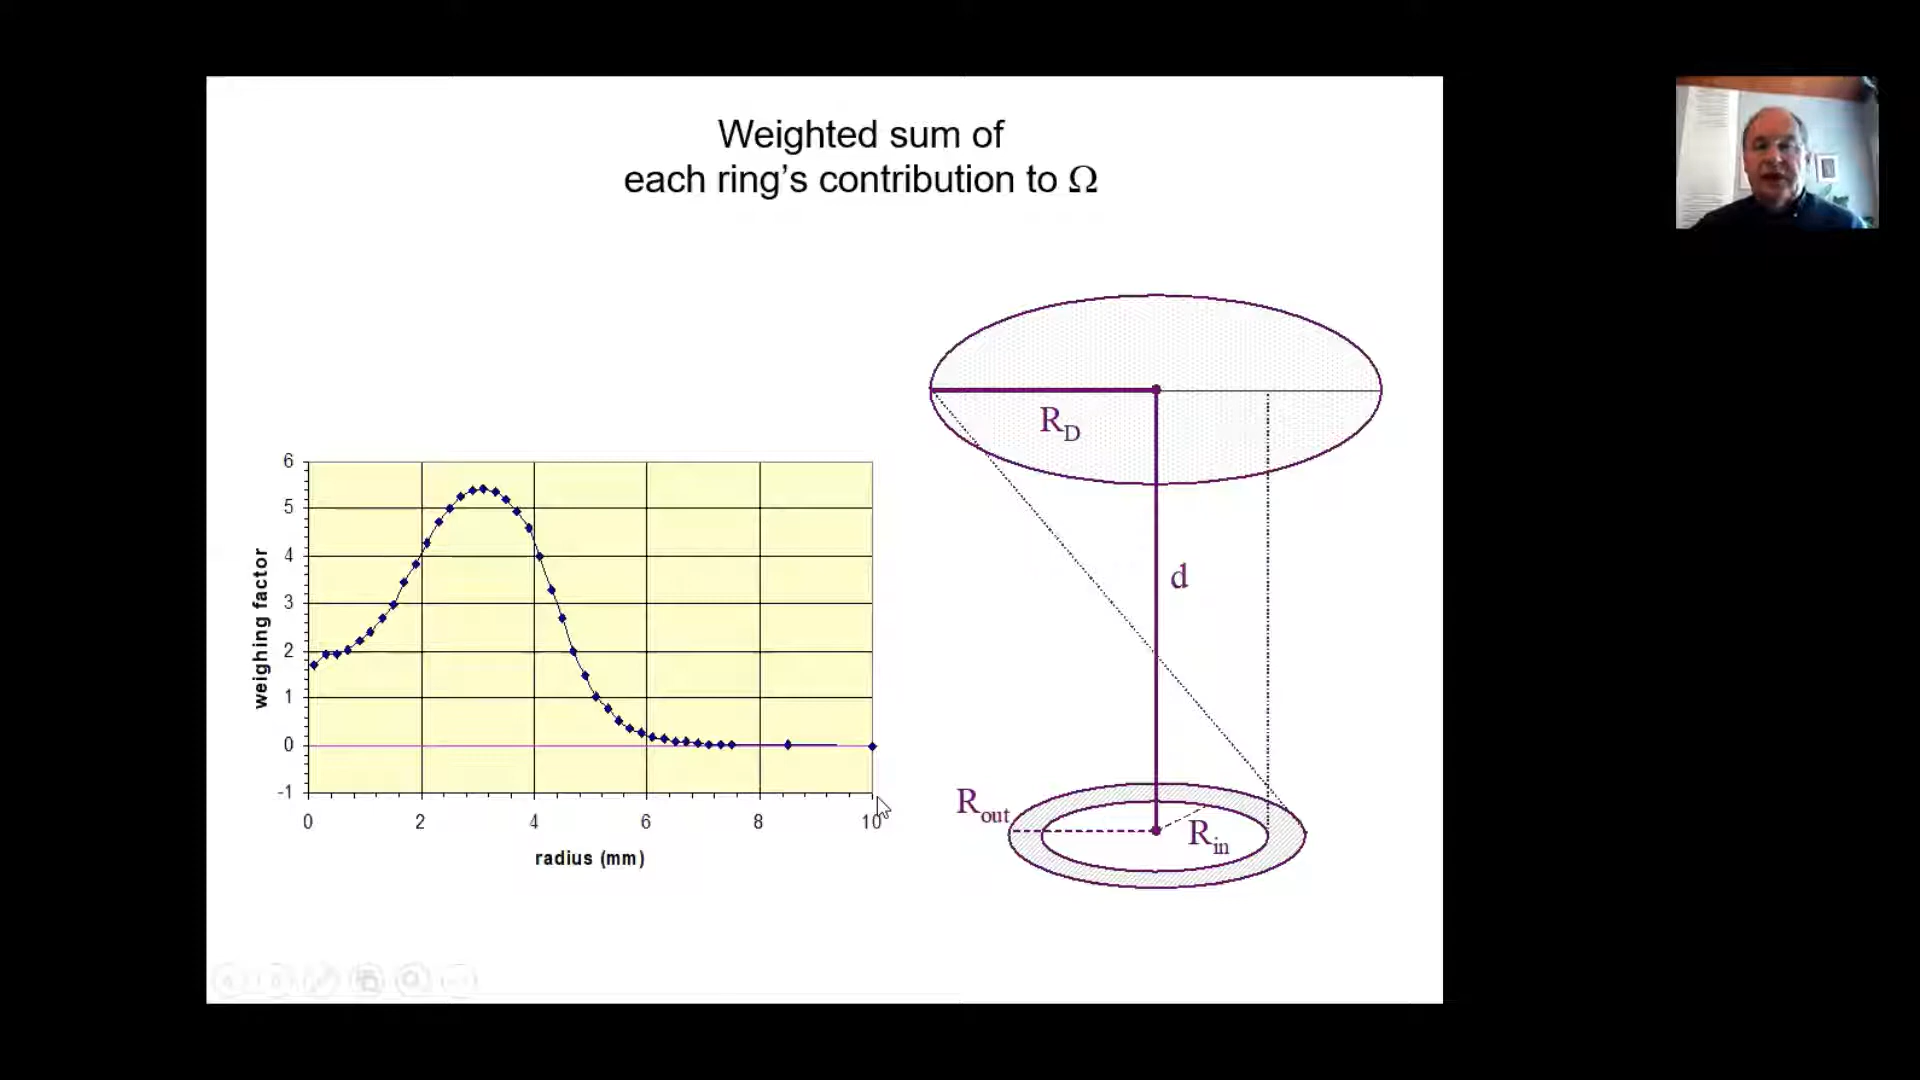 Weighted sum of
each ring's contribution to Ω
R_D
d
R_out
R_in
weighing factor
6
5
4
3
2
1
0
-1
0 2 4 6 8 10
radius (mm)